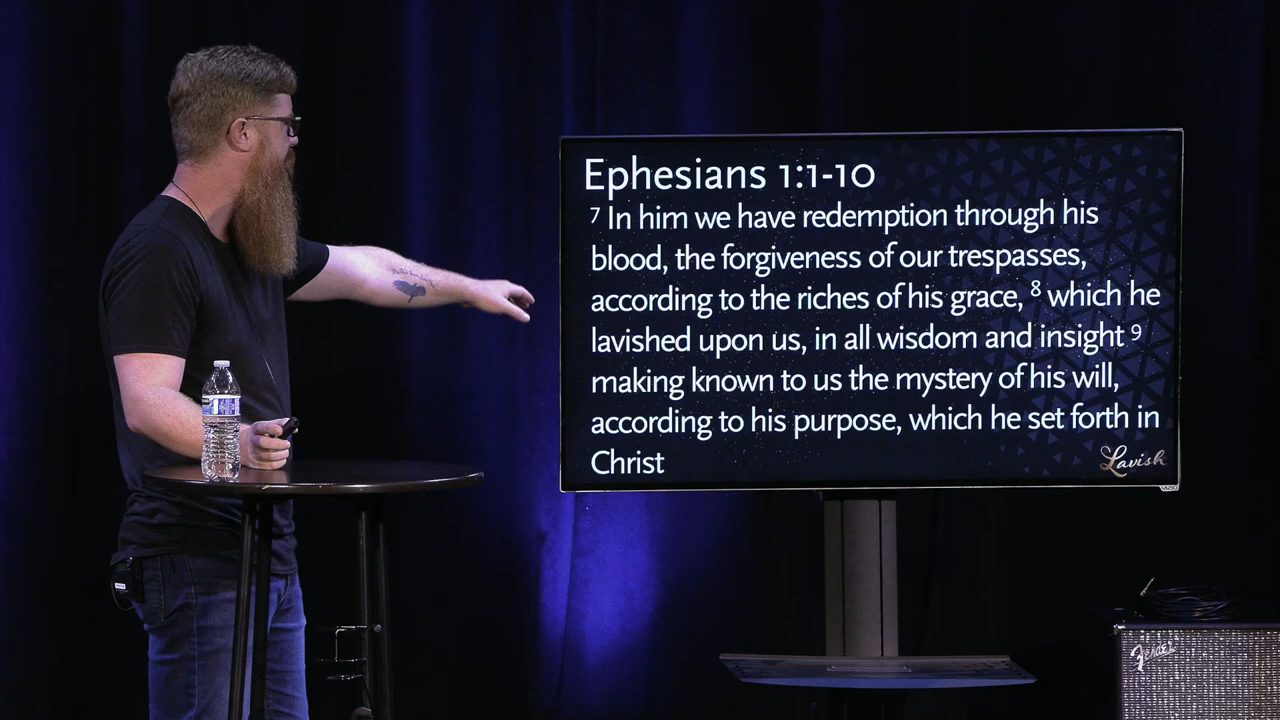 Ephesians 1:1-10
7 In him we have redemption through his
blood, the forgiveness of our trespasses,
according to the riches of his grace, 8 which he
lavished upon us, in all wisdom and insight 9
making known to us the mystery of his will,
according to his purpose, which he set forth in
Christ
Lavish
VIZIO
Fender